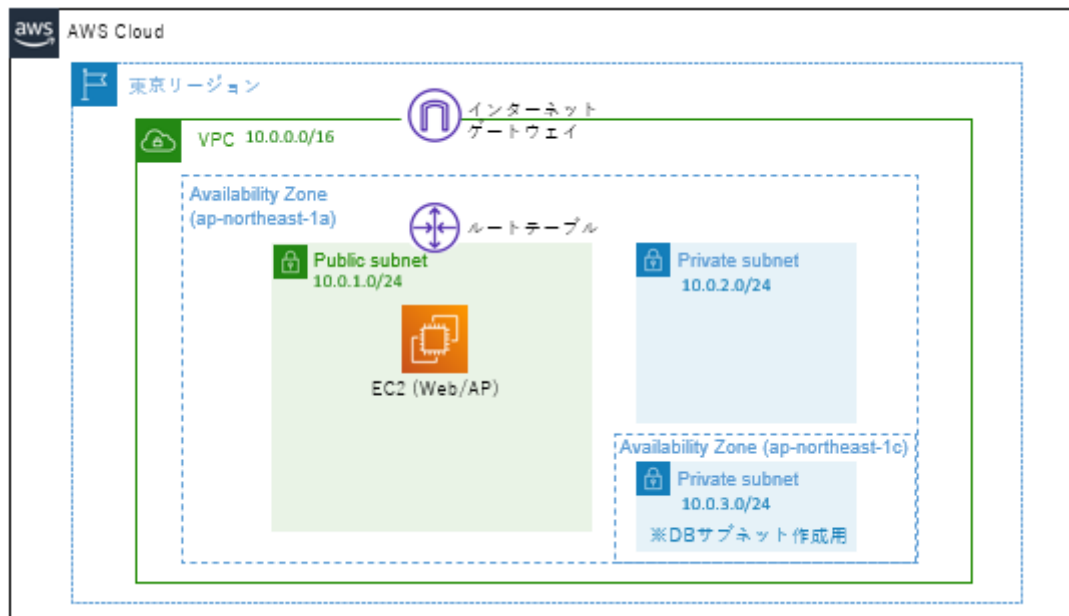 aws
AWS Cloud
東京リージョン
インターネット
ゲートウェイ
VPC 10.0.0.0/16
Availability Zone
(ap-northeast-1a)
ルートテーブル
Public subnet
10.0.1.0/24
EC2 (Web/AP)
Private subnet
10.0.2.0/24
Availability Zone (ap-northeast-1c)
Private subnet
10.0.3.0/24
※DBサブネット作成用